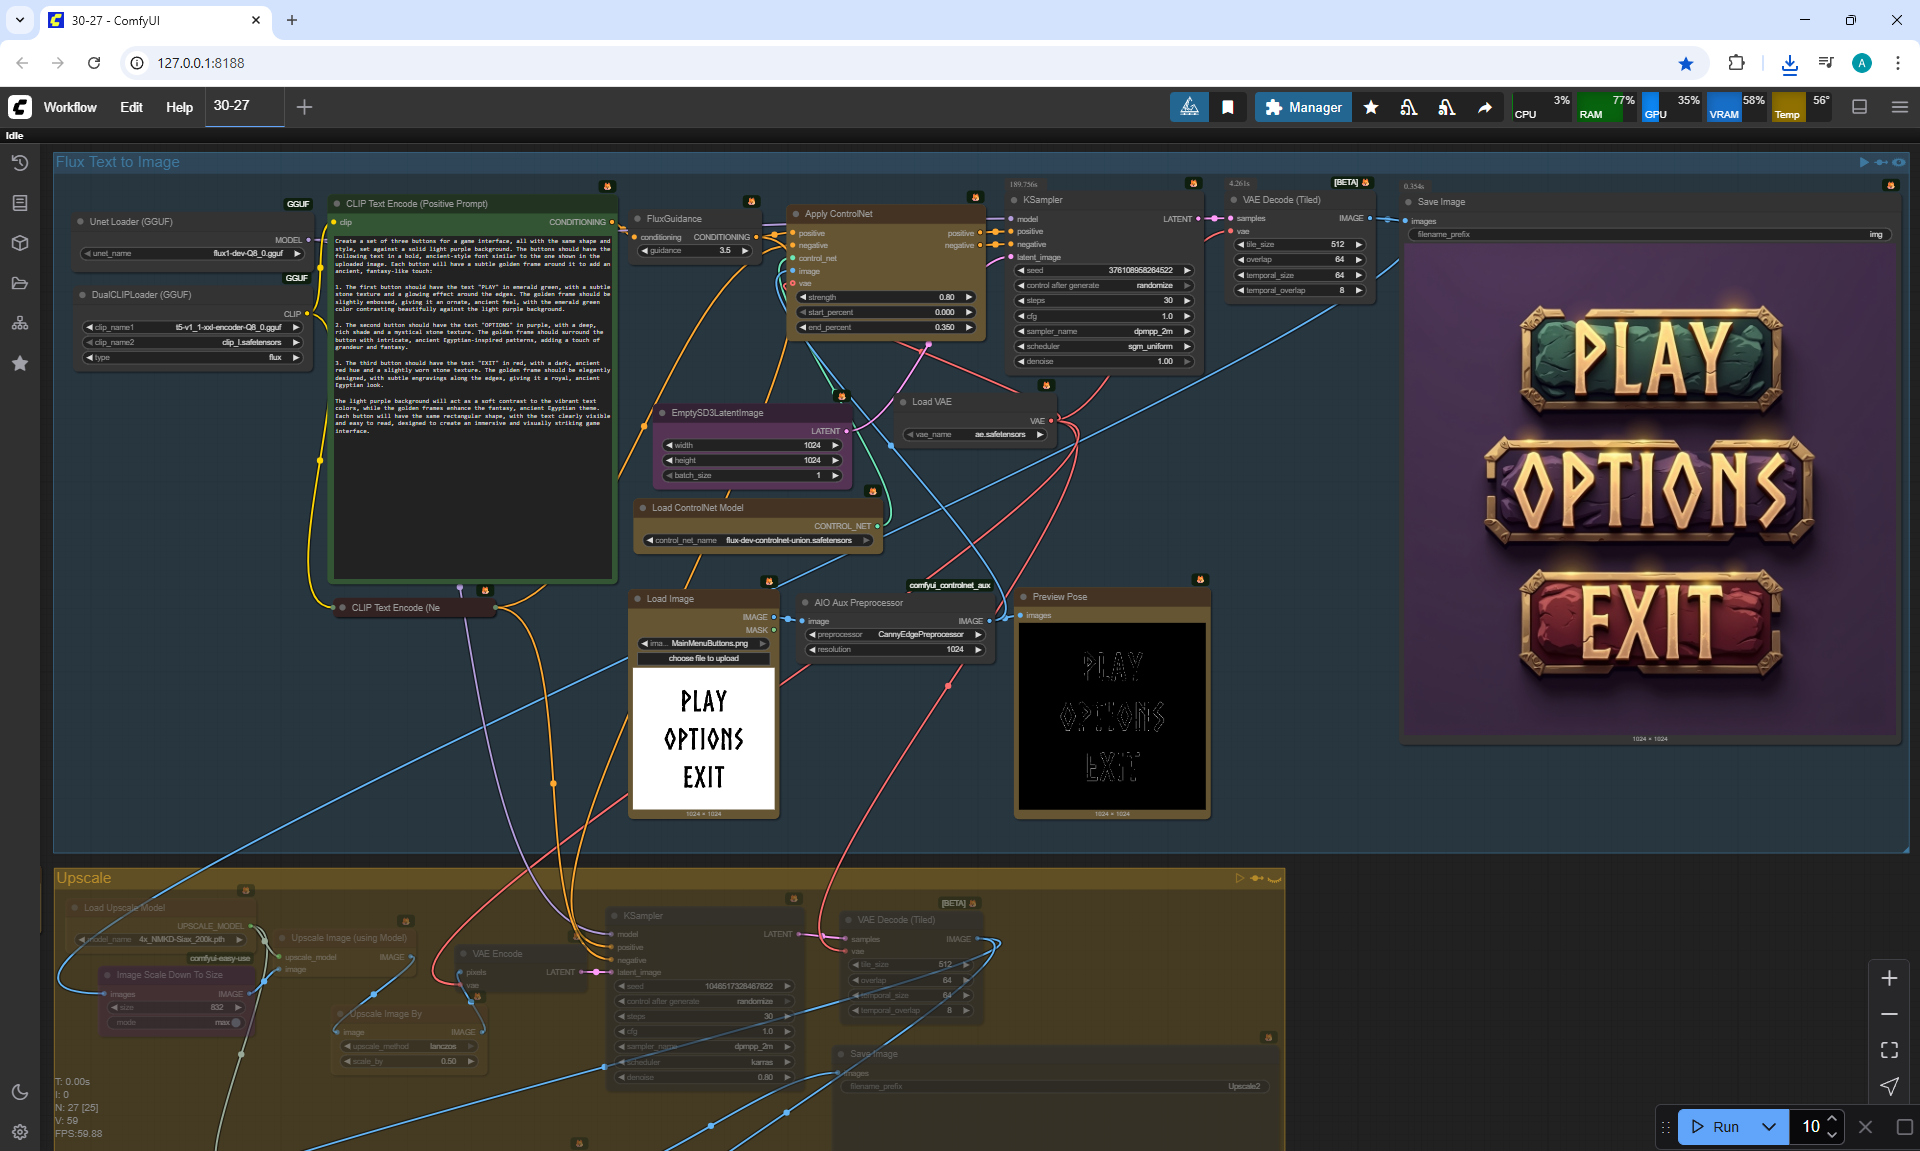 30-27 - ComfyUI
127.0.0.1:8188
A
Workflow Edit Help 30-27
Manager
CPU 3% RAM 77% GPU 35% VRAM 58% Temp 56°
Idle
Flux Text to Image
GGUF
Unet Loader (GGUF)
MODEL
unet_name flux1-dev-Q8_0.gguf
GGUF
DualCLIPLoader (GGUF)
CLIP
clip_name1 t5-v1_1-xxl-encoder-Q8_0.gguf
clip_name2 clip_l.safetensors
type flux
CLIP Text Encode (Positive Prompt)
clip CONDITIONING
Create a set of three buttons for a game interface, all with the same shape and
style, set against a solid light purple background. The buttons should have the
following text in a bold, ancient-style font similar to the one shown in the
uploaded image. Each button will have a subtle golden frame around it to add an
ancient, fantasy-like touch:
1. The first button should have the text "PLAY" in emerald green, with a subtle
stone texture and a glowing effect around the edges. The golden frame should be
slightly embossed, giving it an ornate, ancient feel, with the emerald green
color contrasting beautifully against the light purple background.
2. The second button should have the text "OPTIONS" in purple, with a deep,
rich shade and a mystical stone texture. The golden frame should surround the
button with intricate, ancient Egyptian-inspired patterns, adding a touch of
grandeur and fantasy.
3. The third button should have the text "EXIT" in red, with a dark, ancient
red hue and a slightly worn stone texture. The golden frame should be elegantly
designed, with subtle engravings along the edges, giving it a royal, ancient
Egyptian look.
The light purple background will act as a soft contrast to the vibrant text
colors, while the golden frames enhance the fantasy, ancient Egyptian theme.
Each button will have the same rectangular shape, with the text clearly visible
and easy to read, designed to create an immersive and visually striking game
interface.
CLIP Text Encode (Ne
FluxGuidance
conditioning CONDITIONING
guidance 3.5
Apply ControlNet
positive positive
negative negative
control_net
image
vae
strength 0.80
start_percent 0.000
end_percent 0.350
189.756s
KSampler
model LATENT
positive
negative
latent_image
seed 376108958264522
control after generate randomize
steps 30
cfg 1.0
sampler_name dpmpp_2m
scheduler sgm_uniform
denoise 1.00
4.261s
[BETA]
VAE Decode (Tiled)
samples IMAGE
vae
tile_size 512
overlap 64
temporal_size 64
temporal_overlap 8
0.354s
Save Image
images
filename_prefix img
PLAY
OPTIONS
EXIT
1024 × 1024
EmptySD3LatentImage
LATENT
width 1024
height 1024
batch_size 1
Load VAE
VAE
vae_name ae.safetensors
Load ControlNet Model
CONTROL_NET
control_net_name flux-dev-controlnet-union.safetensors
Load Image
IMAGE
MASK
ima... MainMenuButtons.png
choose file to upload
PLAY
OPTIONS
EXIT
1024 × 1024
comfyui_controlnet_aux
AIO Aux Preprocessor
image IMAGE
preprocessor CannyEdgePreprocessor
resolution 1024
Preview Pose
images
PLAY
OPTIONS
EXIT
1024 × 1024
Upscale
Load Upscale Model
UPSCALE_MODEL
model_name 4x_NMKD-Siax_200k.pth
comfyui-easy-use
Image Scale Down To Size
images IMAGE
size 832
mode max
Upscale Image (using Model)
upscale_model IMAGE
image
Upscale Image By
image IMAGE
upscale_method lanczos
scale_by 0.50
VAE Encode
pixels LATENT
vae
KSampler
model LATENT
positive
negative
latent_image
seed 1046517328467822
control after generate randomize
steps 30
cfg 1.0
sampler_name dpmpp_2m
scheduler karras
denoise 0.80
[BETA]
VAE Decode (Tiled)
samples IMAGE
vae
tile_size 512
overlap 64
temporal_size 64
temporal_overlap 8
Save Image
images
filename_prefix Upscale2
T: 0.00s
I: 0
N: 27 [25]
V: 59
FPS:59.88
Run 10